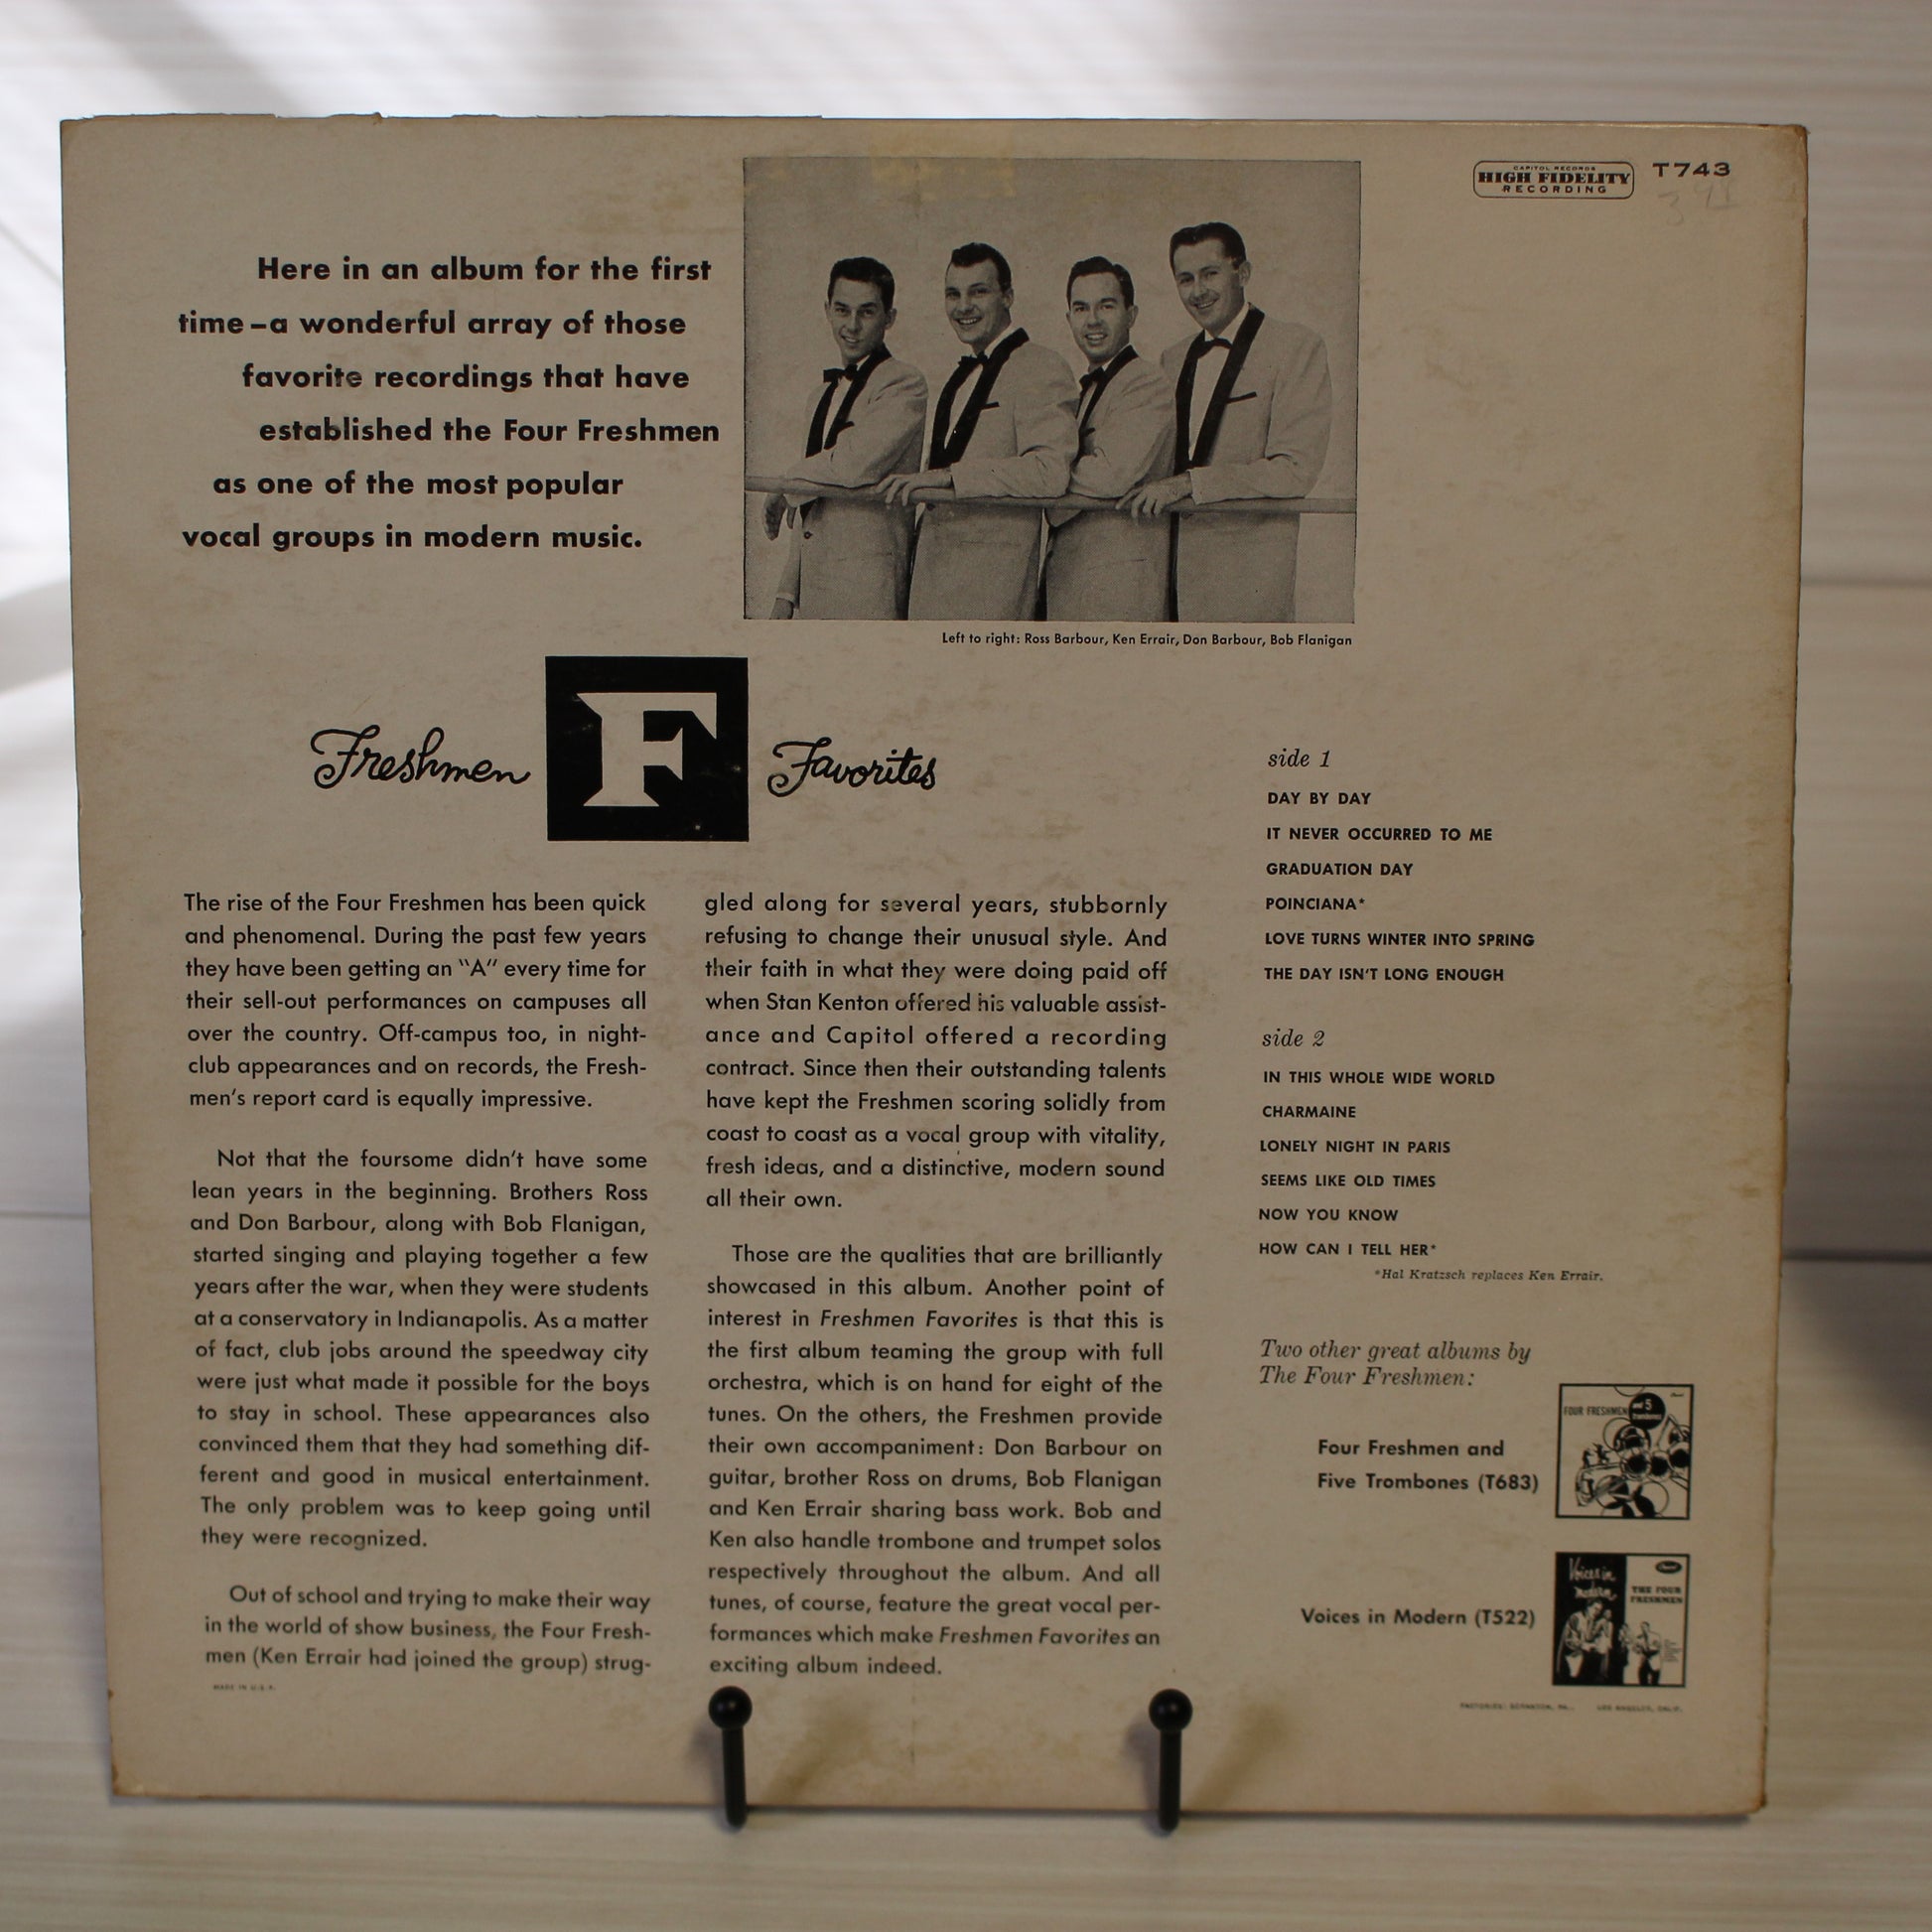 CAPITOL RECORDS
HIGH FIDELITY
RECORDING
T743
Here in an album for the first
time–a wonderful array of those
favorite recordings that have
established the Four Freshmen
as one of the most popular
vocal groups in modern music.
Left to right: Ross Barbour, Ken Errair, Don Barbour, Bob Flanigan
Freshmen F Favorites
The rise of the Four Freshmen has been quick
and phenomenal. During the past few years
they have been getting an "A" every time for
their sell-out performances on campuses all
over the country. Off-campus too, in night-
club appearances and on records, the Fresh-
men's report card is equally impressive.
Not that the foursome didn't have some
lean years in the beginning. Brothers Ross
and Don Barbour, along with Bob Flanigan,
started singing and playing together a few
years after the war, when they were students
at a conservatory in Indianapolis. As a matter
of fact, club jobs around the speedway city
were just what made it possible for the boys
to stay in school. These appearances also
convinced them that they had something dif-
ferent and good in musical entertainment.
The only problem was to keep going until
they were recognized.
Out of school and trying to make their way
in the world of show business, the Four Fresh-
men (Ken Errair had joined the group) strug-
MADE IN U.S.A.
gled along for several years, stubbornly
refusing to change their unusual style. And
their faith in what they were doing paid off
when Stan Kenton offered his valuable assist-
ance and Capitol offered a recording
contract. Since then their outstanding talents
have kept the Freshmen scoring solidly from
coast to coast as a vocal group with vitality,
fresh ideas, and a distinctive, modern sound
all their own.
Those are the qualities that are brilliantly
showcased in this album. Another point of
interest in Freshmen Favorites is that this is
the first album teaming the group with full
orchestra, which is on hand for eight of the
tunes. On the others, the Freshmen provide
their own accompaniment: Don Barbour on
guitar, brother Ross on drums, Bob Flanigan
and Ken Errair sharing bass work. Bob and
Ken also handle trombone and trumpet solos
respectively throughout the album. And all
tunes, of course, feature the great vocal per-
formances which make Freshmen Favorites an
exciting album indeed.
side 1
DAY BY DAY
IT NEVER OCCURRED TO ME
GRADUATION DAY
POINCIANA*
LOVE TURNS WINTER INTO SPRING
THE DAY ISN'T LONG ENOUGH
side 2
IN THIS WHOLE WIDE WORLD
CHARMAINE
LONELY NIGHT IN PARIS
SEEMS LIKE OLD TIMES
NOW YOU KNOW
HOW CAN I TELL HER*
*Hal Kratzsch replaces Ken Errair.
Two other great albums by
The Four Freshmen:
Four Freshmen and
Five Trombones (T683)
FOUR FRESHMEN
5
Voices in Modern (T522)
Voices in
Modern
THE FOUR
FRESHMEN
FACTORIES: SCRANTON, PA. LOS ANGELES, CALIF.